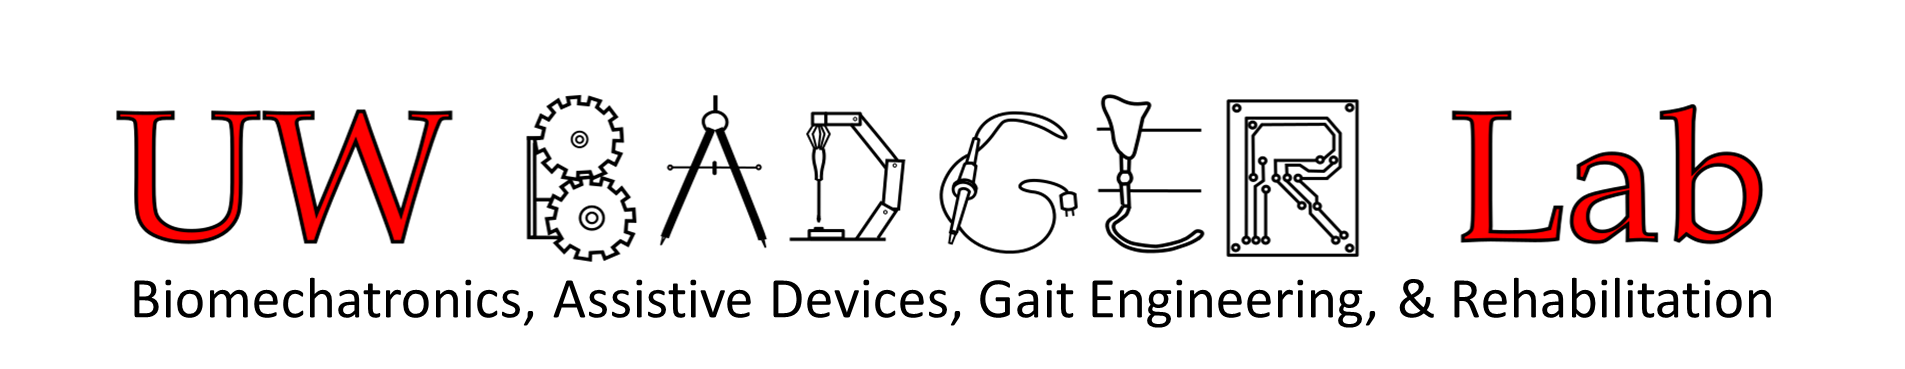 UW BADGER Lab
Biomechatronics, Assistive Devices, Gait Engineering, & Rehabilitation